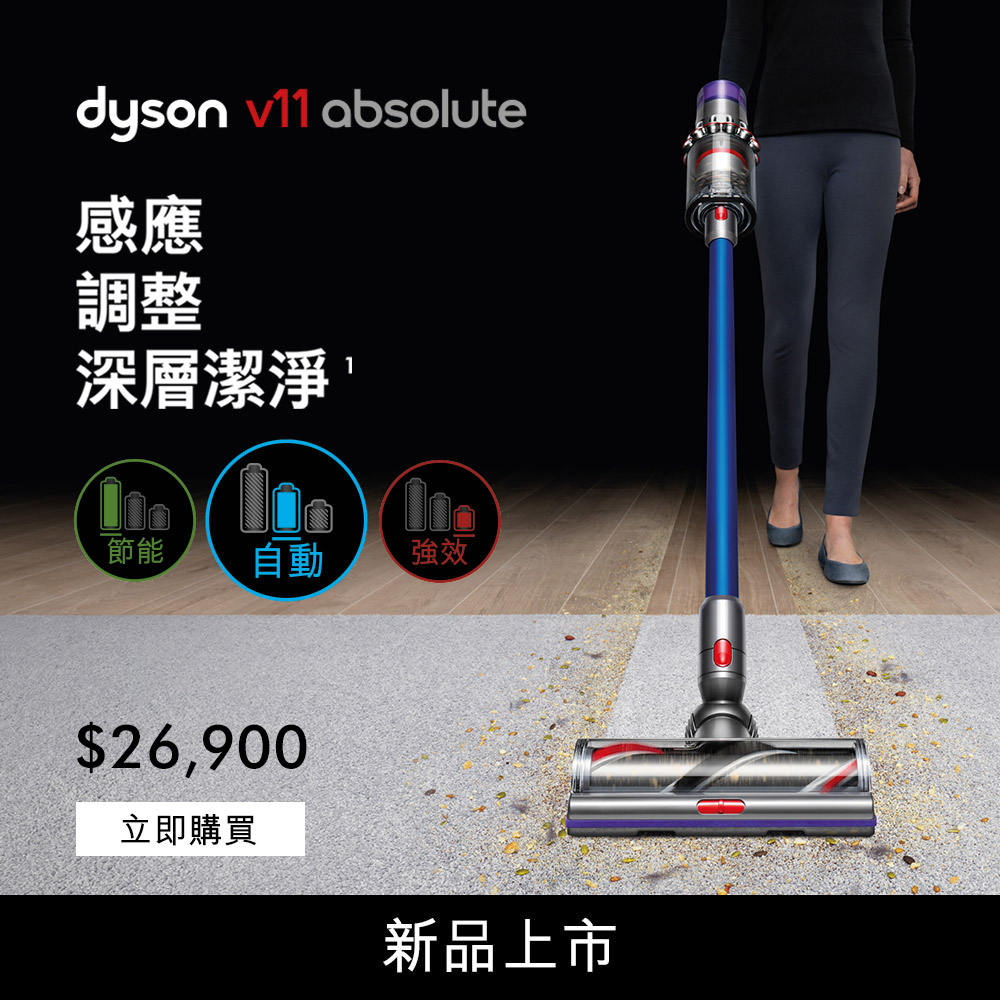 dyson v11 absolute
感應
調整
深層潔淨1
節能
自動
強效
$26,900
立即購買
新品上市